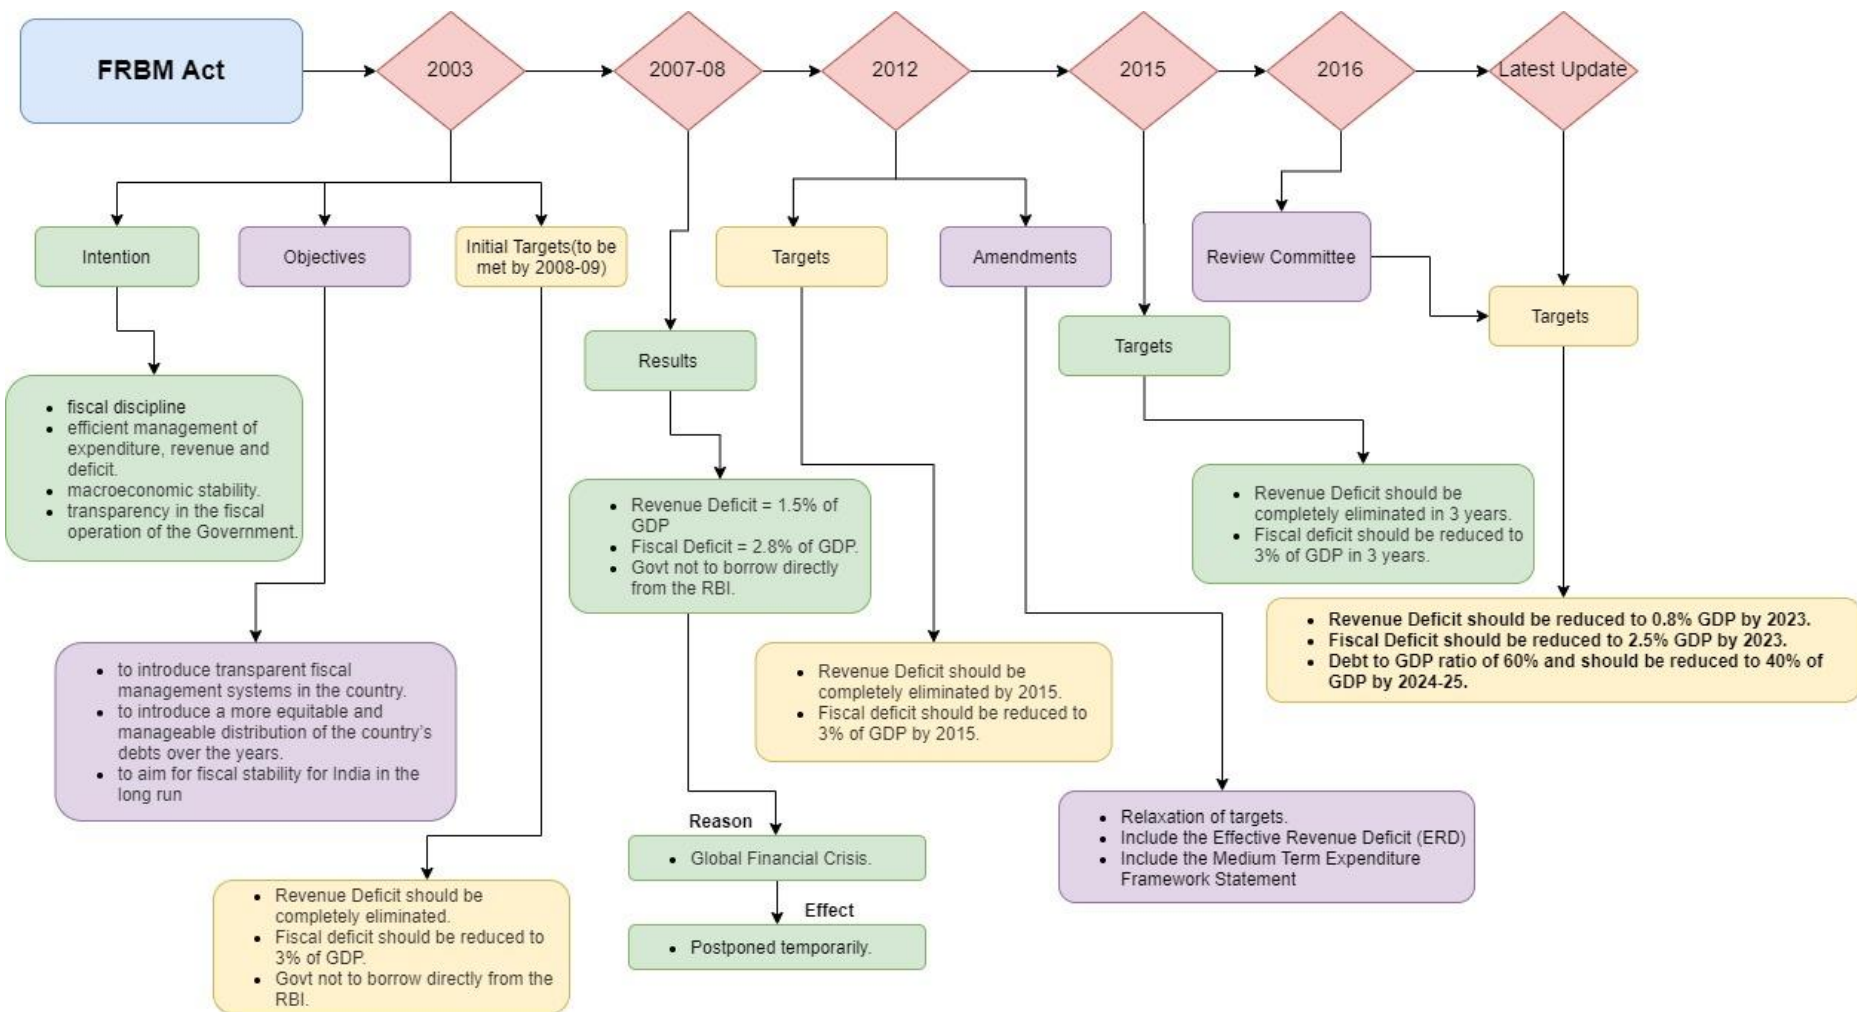 FRBM Act
2003
2007-08
2012
2015
2016
Latest Update
Intention
Objectives
Initial Targets(to be
met by 2008-09)
Results
Targets
Amendments
Targets
Review Committee
Targets
• fiscal discipline
• efficient management of
expenditure, revenue and
deficit.
• macroeconomic stability.
• transparency in the fiscal
operation of the Government.
• to introduce transparent fiscal
management systems in the country.
• to introduce a more equitable and
manageable distribution of the country's
debts over the years.
• to aim for fiscal stability for India in the
long run
• Revenue Deficit should be
completely eliminated.
• Fiscal deficit should be reduced to
3% of GDP.
• Govt not to borrow directly from the
RBI.
• Revenue Deficit = 1.5% of
GDP
• Fiscal Deficit = 2.8% of GDP.
• Govt not to borrow directly
from the RBI.
Reason
• Global Financial Crisis.
Effect
• Postponed temporarily.
• Revenue Deficit should be
completely eliminated by 2015.
• Fiscal deficit should be reduced to
3% of GDP by 2015.
• Relaxation of targets.
• Include the Effective Revenue Deficit (ERD)
• Include the Medium Term Expenditure
Framework Statement
• Revenue Deficit should be
completely eliminated in 3 years.
• Fiscal deficit should be reduced to
3% of GDP in 3 years.
• Revenue Deficit should be reduced to 0.8% GDP by 2023.
• Fiscal Deficit should be reduced to 2.5% GDP by 2023.
• Debt to GDP ratio of 60% and should be reduced to 40% of
GDP by 2024-25.